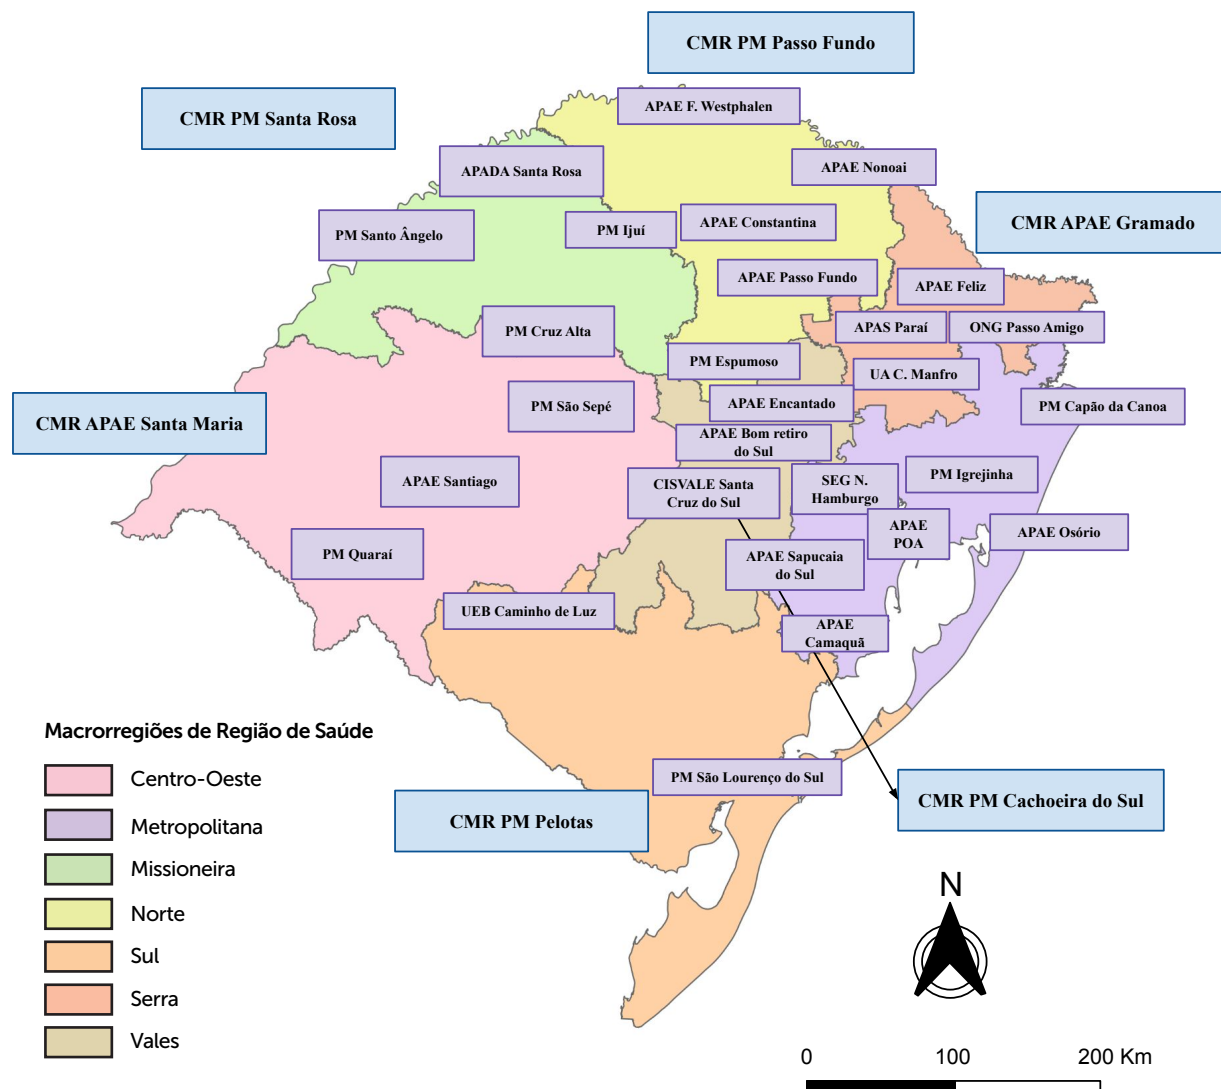 CMR PM Passo Fundo
CMR PM Santa Rosa
APAE F. Westphalen
APADA Santa Rosa
APAE Nonoai
CMR APAE Gramado
PM Santo Ângelo
PM Ijuí
APAE Constantina
APAE Passo Fundo
APAE Feliz
PM Cruz Alta
APAS Paraí
ONG Passo Amigo
PM Espumoso
UA C. Manfro
CMR APAE Santa Maria
PM São Sepé
APAE Encantado
PM Capão da Canoa
APAE Bom retiro
do Sul
APAE Santiago
CISVALE Santa
Cruz do Sul
SEG N.
Hamburgo
PM Igrejinha
APAE
POA
APAE Osório
PM Quaraí
APAE Sapucaia
do Sul
UEB Caminho de Luz
APAE
Camaquã
PM São Lourenço do Sul
CMR PM Pelotas
CMR PM Cachoeira do Sul
Macrorregiões de Região de Saúde
Centro-Oeste
Metropolitana
Missioneira
Norte
Sul
Serra
Vales
N
0 100 200 Km